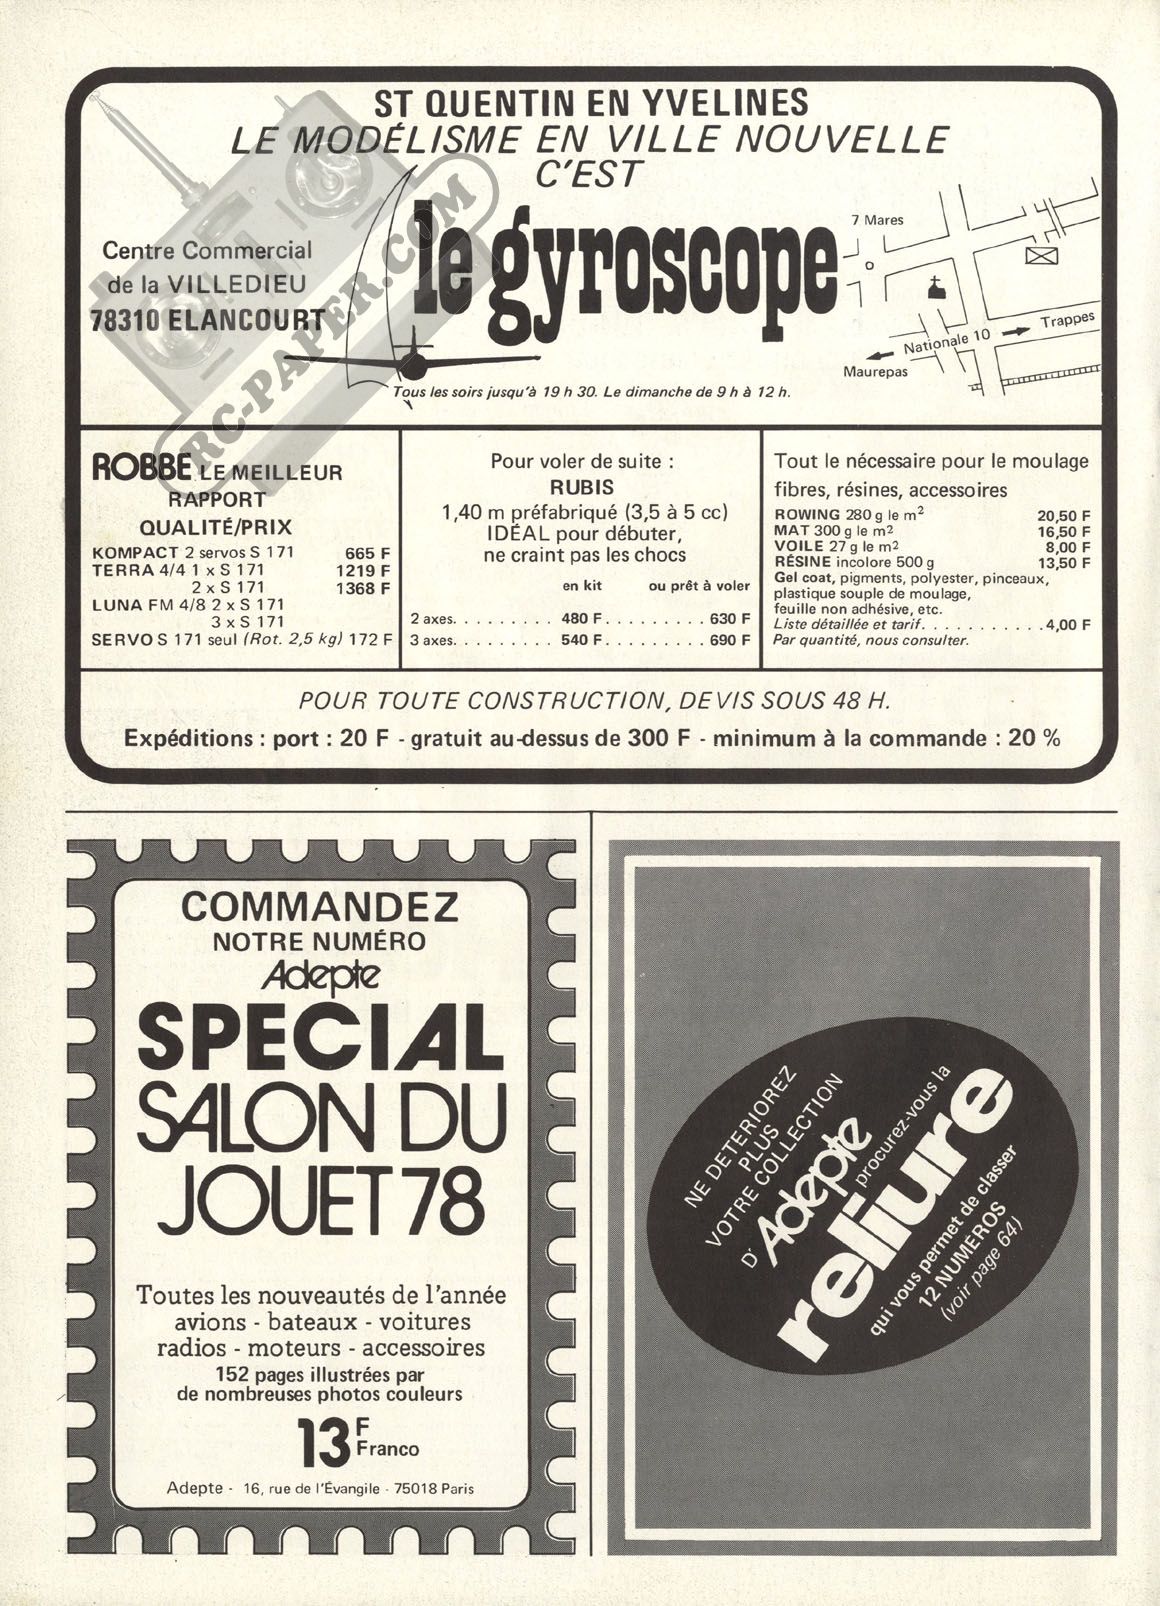 ST QUENTIN EN YVELINES
LE MODÉLISME EN VILLE NOUVELLE
C'EST
le gyroscope
Centre Commercial
de la VILLEDIEU
78310 ELANCOURT
7 Mares
Nationale 10
Trappes
Maurepas
Tous les soirs jusqu'à 19 h 30. Le dimanche de 9 h à 12 h.
RC-PAPER.COM
ROBBE LE MEILLEUR
RAPPORT
QUALITÉ/PRIX
KOMPACT 2 servos S 171 665 F
TERRA 4/4 1 x S 171 1219 F
2 x S 171 1368 F
LUNA FM 4/8 2 x S 171
3 x S 171
SERVO S 171 seul (Rot. 2,5 kg) 172 F
Pour voler de suite :
RUBIS
1,40 m préfabriqué (3,5 à 5 cc)
IDÉAL pour débuter,
ne craint pas les chocs
en kit ou prêt à voler
2 axes. . . . . . . . . . 480 F. . . . . . . . . . 630 F
3 axes. . . . . . . . . . 540 F. . . . . . . . . . 690 F
Tout le nécessaire pour le moulage
fibres, résines, accessoires
ROWING 280 g le m² 20,50 F
MAT 300 g le m² 16,50 F
VOILE 27 g le m² 8,00 F
RÉSINE incolore 500 g 13,50 F
Gel coat, pigments, polyester, pinceaux,
plastique souple de moulage,
feuille non adhésive, etc.
Liste détaillée et tarif. . . . . . . . . . . 4,00 F
Par quantité, nous consulter.
POUR TOUTE CONSTRUCTION, DEVIS SOUS 48 H.
Expéditions : port : 20 F - gratuit au-dessus de 300 F - minimum à la commande : 20 %
COMMANDEZ
NOTRE NUMÉRO
Adepte
SPECIAL
SALON DU
JOUET 78
Toutes les nouveautés de l'année
avions - bateaux - voitures
radios - moteurs - accessoires
152 pages illustrées par
de nombreuses photos couleurs
13 F
Franco
Adepte - 16, rue de l'Évangile - 75018 Paris
NE DETERIOREZ
PLUS
VOTRE COLLECTION
D'Adepte
procurez-vous la
reliure
qui vous permet de classer
12 NUMÉROS
(voir page 64)